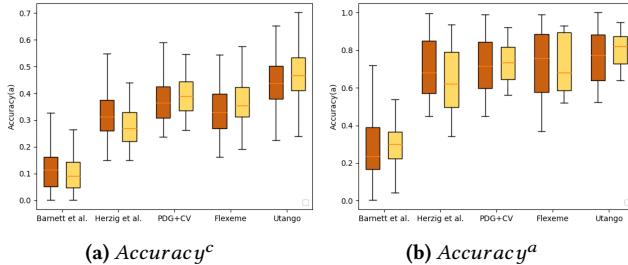 Accuracy(a)
0.7
0.6
0.5
0.4
0.3
0.2
0.1
0.0
Barnett et al. Herzig et al. PDG+CV Flexeme Utango
(a) Accuracy^c
Accuracy(a)
1.0
0.8
0.6
0.4
0.2
0.0
Barnett et al. Herzig et al. PDG+CV Flexeme Utango
(b) Accuracy^a